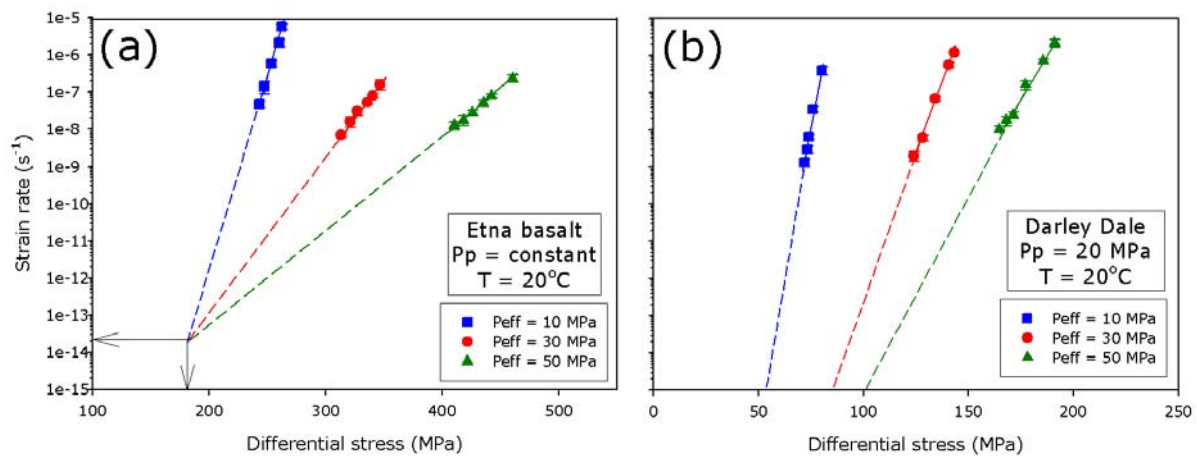 (a)
Strain rate (s⁻¹)
1e-5
1e-6
1e-7
1e-8
1e-9
1e-10
1e-11
1e-12
1e-13
1e-14
1e-15
100 200 300 400 500
Differential stress (MPa)
Etna basalt
Pp = constant
T = 20°C
Peff = 10 MPa
Peff = 30 MPa
Peff = 50 MPa
(b)
Darley Dale
Pp = 20 MPa
T = 20°C
Peff = 10 MPa
Peff = 30 MPa
Peff = 50 MPa
0 50 100 150 200 250
Differential stress (MPa)